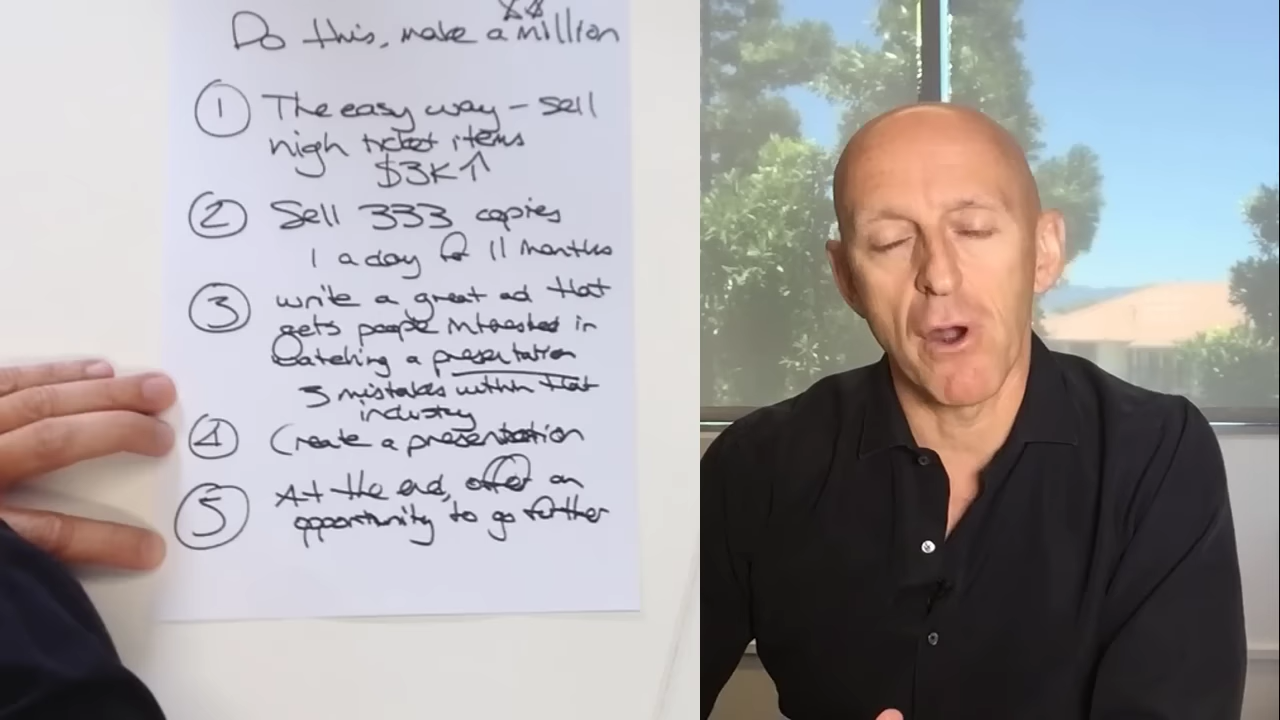 Do this, make a million
1 The easy way - sell
high ticket items
$3K↑
2 Sell 333 copies
1 a day for 11 months
3 write a great ad that
gets people interested in
watching a presentation
3 mistakes within that
industry
4 Create a presentation
5 At the end, offer an
opportunity to go further